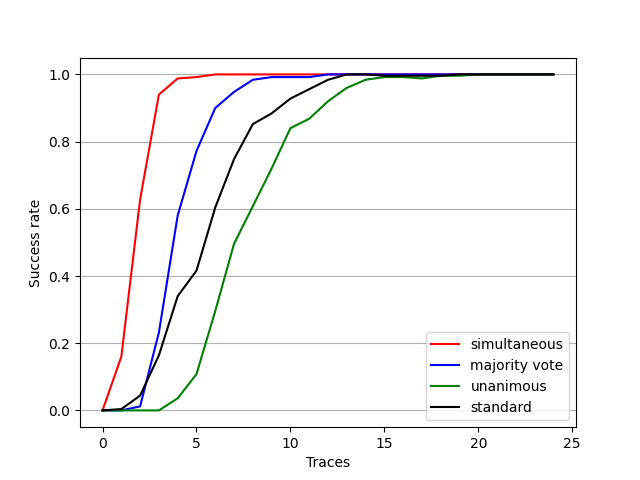 1.0
0.8
0.6
0.4
0.2
0.0
Success rate
0 5 10 15 20 25
Traces
simultaneous
majority vote
unanimous
standard